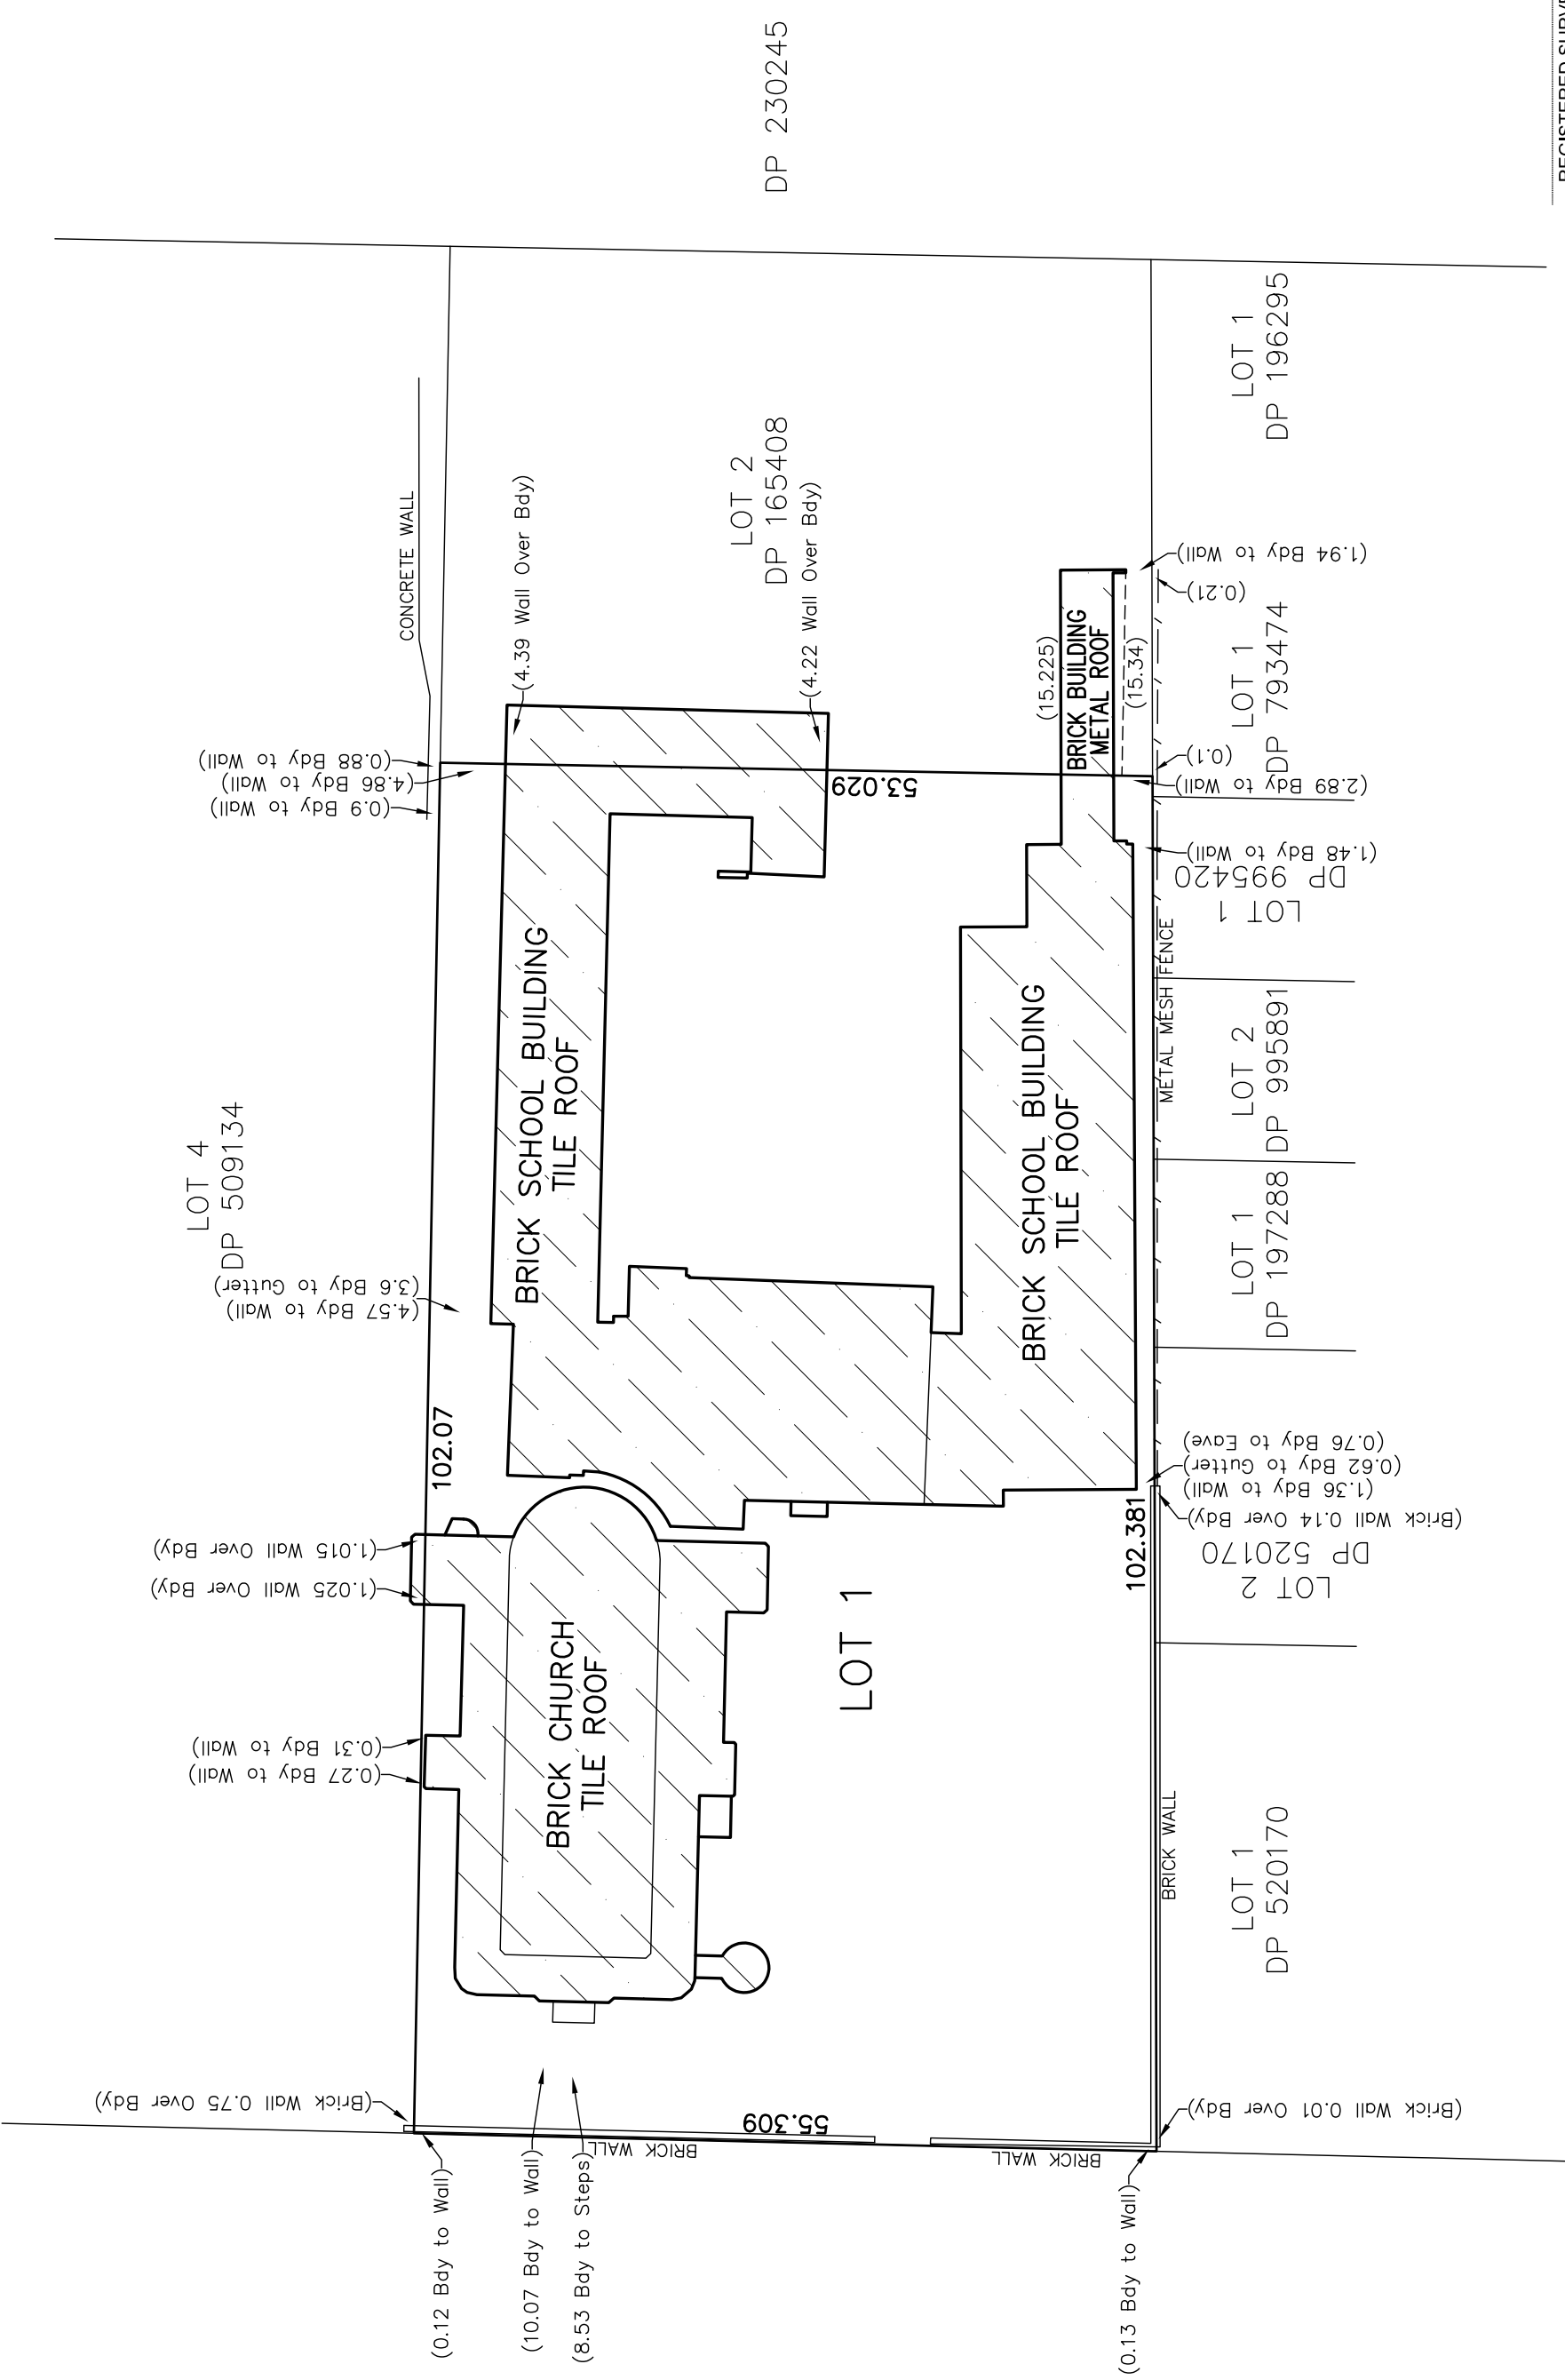 REGISTERED SURVE
DP 230245
LOT 1
DP 196295
CONCRETE WALL
(4.39 Wall Over Bdy)
LOT 2
DP 165408
(4.22 Wall Over Bdy)
(1.94 Bdy to Wall)
(0.21)
BRICK BUILDING
METAL ROOF
(15.225)
(15.34)
LOT 1
DP 793474
(0.1)
(0.88 Bdy to Wall)
(4.86 Bdy to Wall)
(0.9 Bdy to Wall)
53.029
(2.89 Bdy to Wall)
(1.48 Bdy to Wall)
LOT 1
DP 995420
METAL MESH FENCE
BRICK SCHOOL BUILDING
TILE ROOF
BRICK SCHOOL BUILDING
TILE ROOF
LOT 2
DP 995891
LOT 4
DP 509134
LOT 1
DP 197288
(3.6 Bdy to Gutter)
(4.57 Bdy to Wall)
102.07
(0.76 Bdy to Eave)
(0.62 Bdy to Gutter)
(1.36 Bdy to Wall)
(Brick Wall 0.14 Over Bdy)
102.381
LOT 2
DP 520170
(1.015 Wall Over Bdy)
(1.025 Wall Over Bdy)
BRICK CHURCH
TILE ROOF
LOT 1
(0.31 Bdy to Wall)
(0.27 Bdy to Wall)
BRICK WALL
LOT 1
DP 520170
(Brick Wall 0.75 Over Bdy)
55.309
(Brick Wall 0.01 Over Bdy)
BRICK WALL
BRICK WALL
(0.12 Bdy to Wall)
(10.07 Bdy to Wall)
(8.53 Bdy to Steps)
(0.13 Bdy to Wall)